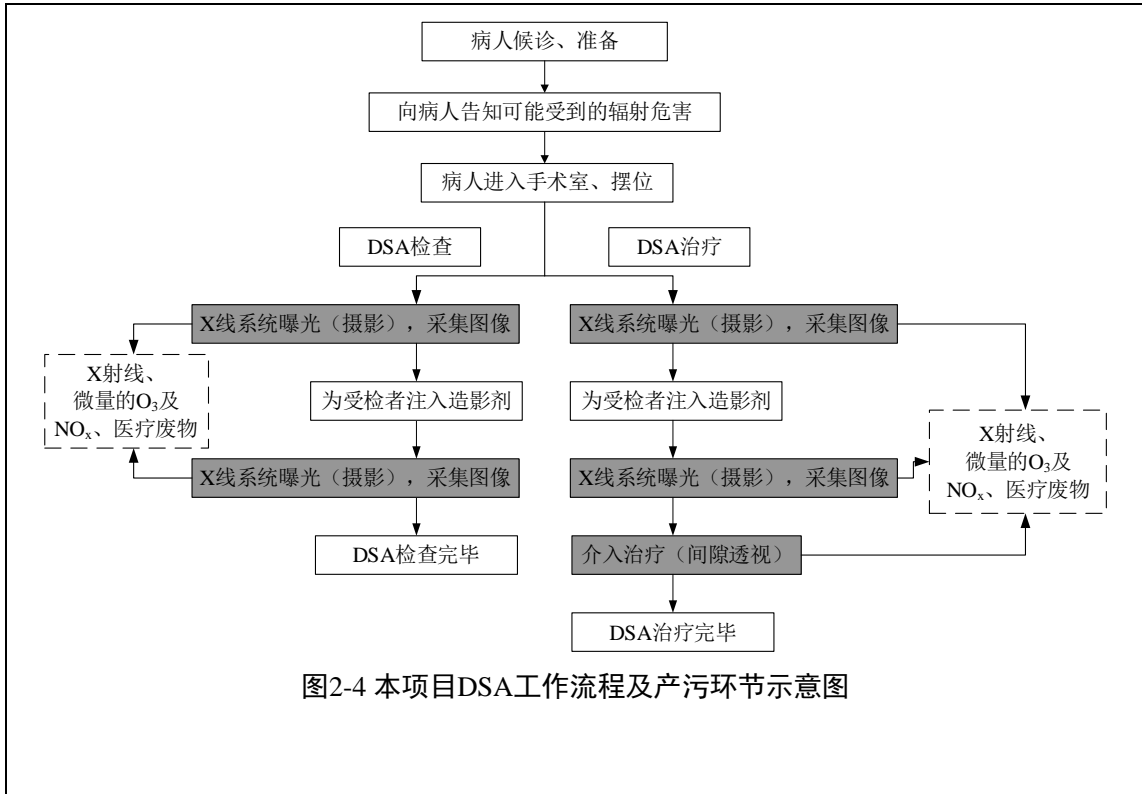 病人候诊、准备
向病人告知可能受到的辐射危害
病人进入手术室、摆位
DSA检查
DSA治疗
X线系统曝光（摄影），采集图像
X线系统曝光（摄影），采集图像
X射线、
微量的O₃及
NOₓ、医疗废物
为受检者注入造影剂
为受检者注入造影剂
X射线、
微量的O₃及
NOₓ、医疗废物
X线系统曝光（摄影），采集图像
X线系统曝光（摄影），采集图像
DSA检查完毕
介入治疗（间隙透视）
DSA治疗完毕
图2-4 本项目DSA工作流程及产污环节示意图